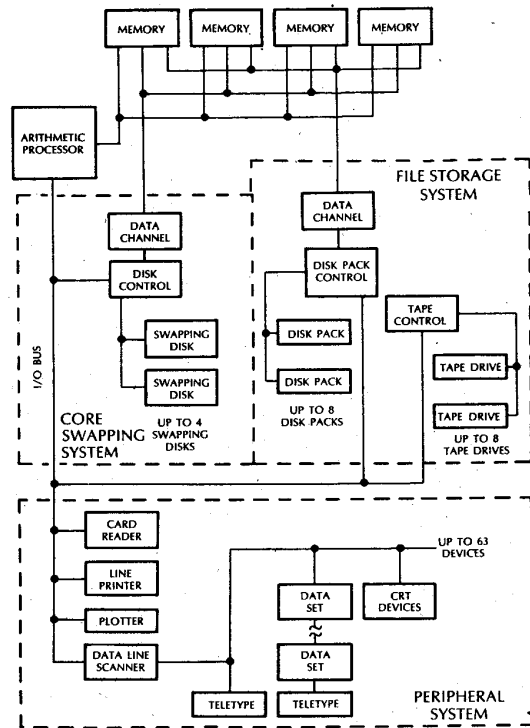 MEMORY
MEMORY
MEMORY
MEMORY
ARITHMETIC
PROCESSOR
FILE STORAGE
SYSTEM
DATA
CHANNEL
DATA
CHANNEL
DISK
CONTROL
DISK PACK
CONTROL
TAPE
CONTROL
I/O BUS
SWAPPING
DISK
SWAPPING
DISK
DISK PACK
DISK PACK
TAPE DRIVE
TAPE DRIVE
CORE
SWAPPING
SYSTEM
UP TO 4
SWAPPING
DISKS
UP TO 8
DISK PACKS
UP TO 8
TAPE DRIVES
CARD
READER
LINE
PRINTER
PLOTTER
DATA LINE
SCANNER
UP TO 63
DEVICES
DATA
SET
CRT
DEVICES
DATA
SET
TELETYPE
TELETYPE
PERIPHERAL
SYSTEM